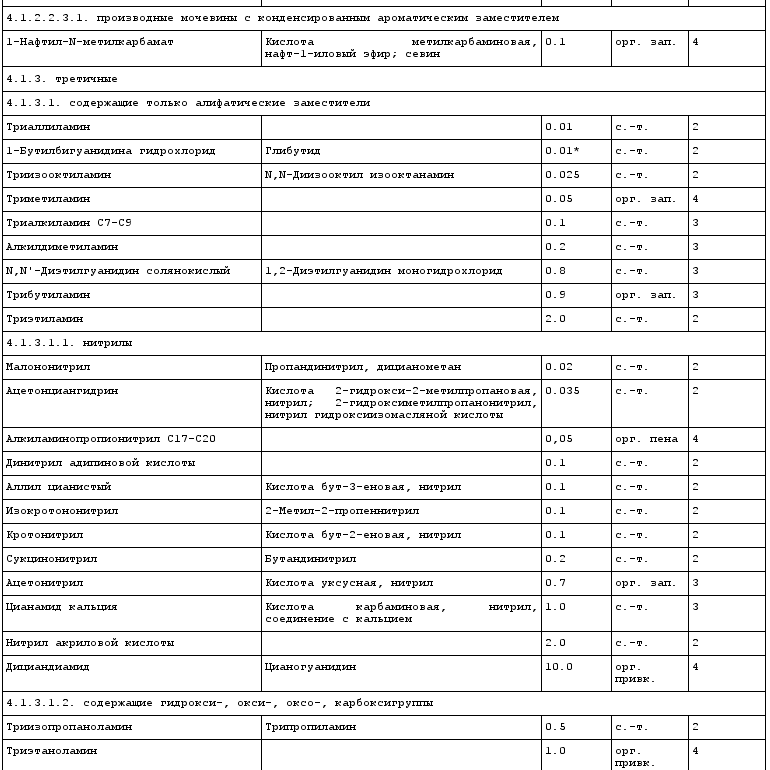 4.1.2.2.3.1. производные мочевины с конденсированным ароматическим заместителем
1-Нафтил-N-метилкарбамат Кислота метилкарбаминовая, 0.1 орг. зап. 4
нафт-1-иловый эфир; севин
4.1.3. третичные
4.1.3.1. содержащие только алифатические заместители
Триаллиламин 0.01 с.-т. 2
1-Бутилбигуанидина гидрохлорид Глибутид 0.01* с.-т. 2
Триизооктиламин N,N-Диизооктил изооктанамин 0.025 с.-т. 2
Триметиламин 0.05 орг. зап. 4
Триалкиламин С7-С9 0.1 с.-т. 3
Алкилдиметиламин 0.2 с.-т. 3
N,N'-Диэтилгуанидин солянокислый 1,2-Диэтилгуанидин моногидрохлорид 0.8 с.-т. 3
Трибутиламин 0.9 орг. зап. 3
Триэтиламин 2.0 с.-т. 2
4.1.3.1.1. нитрилы
Малононитрил Пропандинитрил, дицианометан 0.02 с.-т. 2
Ацетонциангидрин Кислота 2-гидрокси-2-метилпропановая, 0.035 с.-т. 2
нитрил; 2-гидроксиметилпропанонитрил,
нитрил гидроксиизомасляной кислоты
Алкиламинопропионитрил С17-С20 0,05 орг. пена 4
Динитрил адипиновой кислоты 0.1 с.-т. 2
Аллил цианистый Кислота бут-3-еновая, нитрил 0.1 с.-т. 2
Изокротононитрил 2-Метил-2-пропеннитрил 0.1 с.-т. 2
Кротонитрил Кислота бут-2-еновая, нитрил 0.1 с.-т. 2
Сукцинонитрил Бутандинитрил 0.2 с.-т. 2
Ацетонитрил Кислота уксусная, нитрил 0.7 орг. зап. 3
Цианамид кальция Кислота карбаминовая, нитрил, 1.0 с.-т. 3
соединение с кальцием
Нитрил акриловой кислоты 2.0 с.-т. 2
Дициандиамид Цианогуанидин 10.0 орг. 4
привк.
4.1.3.1.2. содержащие гидрокси-, окси-, оксо-, карбоксигруппы
Триизопропаноламин Трипропиламин 0.5 с.-т. 2
Триэтаноламин 1.0 орг. 4
привк.